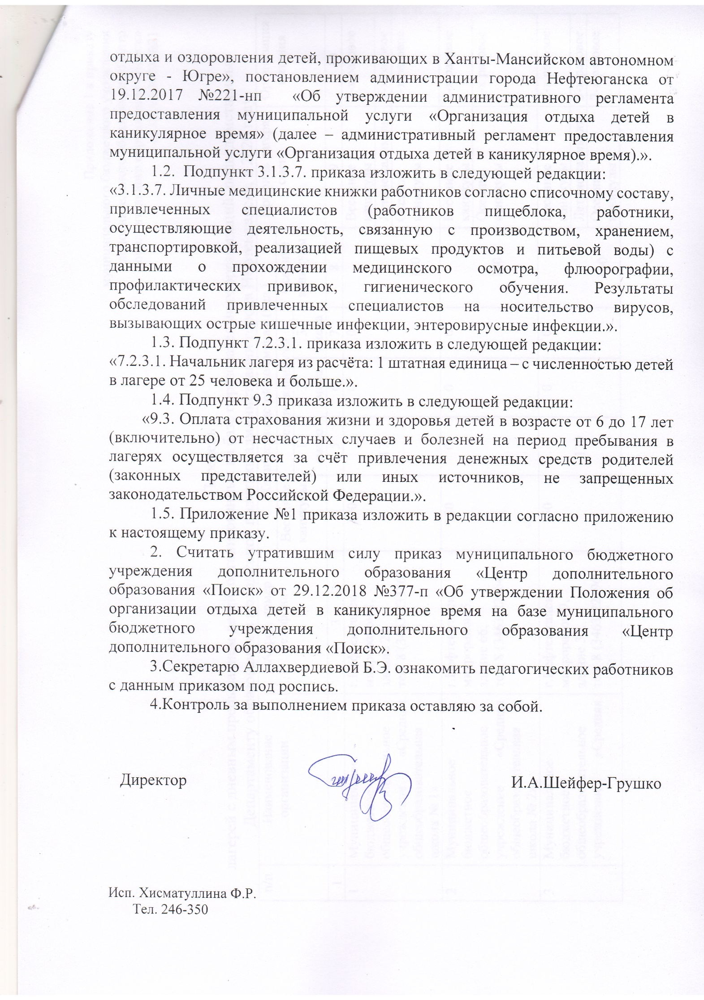 отдыха и оздоровления детей, проживающих в Ханты-Мансийском автономном
округе - Югре», постановлением администрации города Нефтеюганска от
19.12.2017 №221-нп «Об утверждении административного регламента
предоставления муниципальной услуги «Организация отдыха детей в
каникулярное время» (далее – административный регламент предоставления
муниципальной услуги «Организация отдыха детей в каникулярное время).».
1.2. Подпункт 3.1.3.7. приказа изложить в следующей редакции:
«3.1.3.7. Личные медицинские книжки работников согласно списочному составу,
привлеченных специалистов (работников пищеблока, работники,
осуществляющие деятельность, связанную с производством, хранением,
транспортировкой, реализацией пищевых продуктов и питьевой воды) с
данными о прохождении медицинского осмотра, флюорографии,
профилактических прививок, гигиенического обучения. Результаты
обследований привлеченных специалистов на носительство вирусов,
вызывающих острые кишечные инфекции, энтеровирусные инфекции.».
1.3. Подпункт 7.2.3.1. приказа изложить в следующей редакции:
«7.2.3.1. Начальник лагеря из расчёта: 1 штатная единица – с численностью детей
в лагере от 25 человека и больше.».
1.4. Подпункт 9.3 приказа изложить в следующей редакции:
«9.3. Оплата страхования жизни и здоровья детей в возрасте от 6 до 17 лет
(включительно) от несчастных случаев и болезней на период пребывания в
лагерях осуществляется за счёт привлечения денежных средств родителей
(законных представителей) или иных источников, не запрещенных
законодательством Российской Федерации.».
1.5. Приложение №1 приказа изложить в редакции согласно приложению
к настоящему приказу.
2. Считать утратившим силу приказ муниципального бюджетного
учреждения дополнительного образования «Центр дополнительного
образования «Поиск» от 29.12.2018 №377-п «Об утверждении Положения об
организации отдыха детей в каникулярное время на базе муниципального
бюджетного учреждения дополнительного образования «Центр
дополнительного образования «Поиск».
3.Секретарю Аллахвердиевой Б.Э. ознакомить педагогических работников
с данным приказом под роспись.
4.Контроль за выполнением приказа оставляю за собой.
Директор И.А.Шейфер-Грушко
Исп. Хисматуллина Ф.Р.
Тел. 246-350